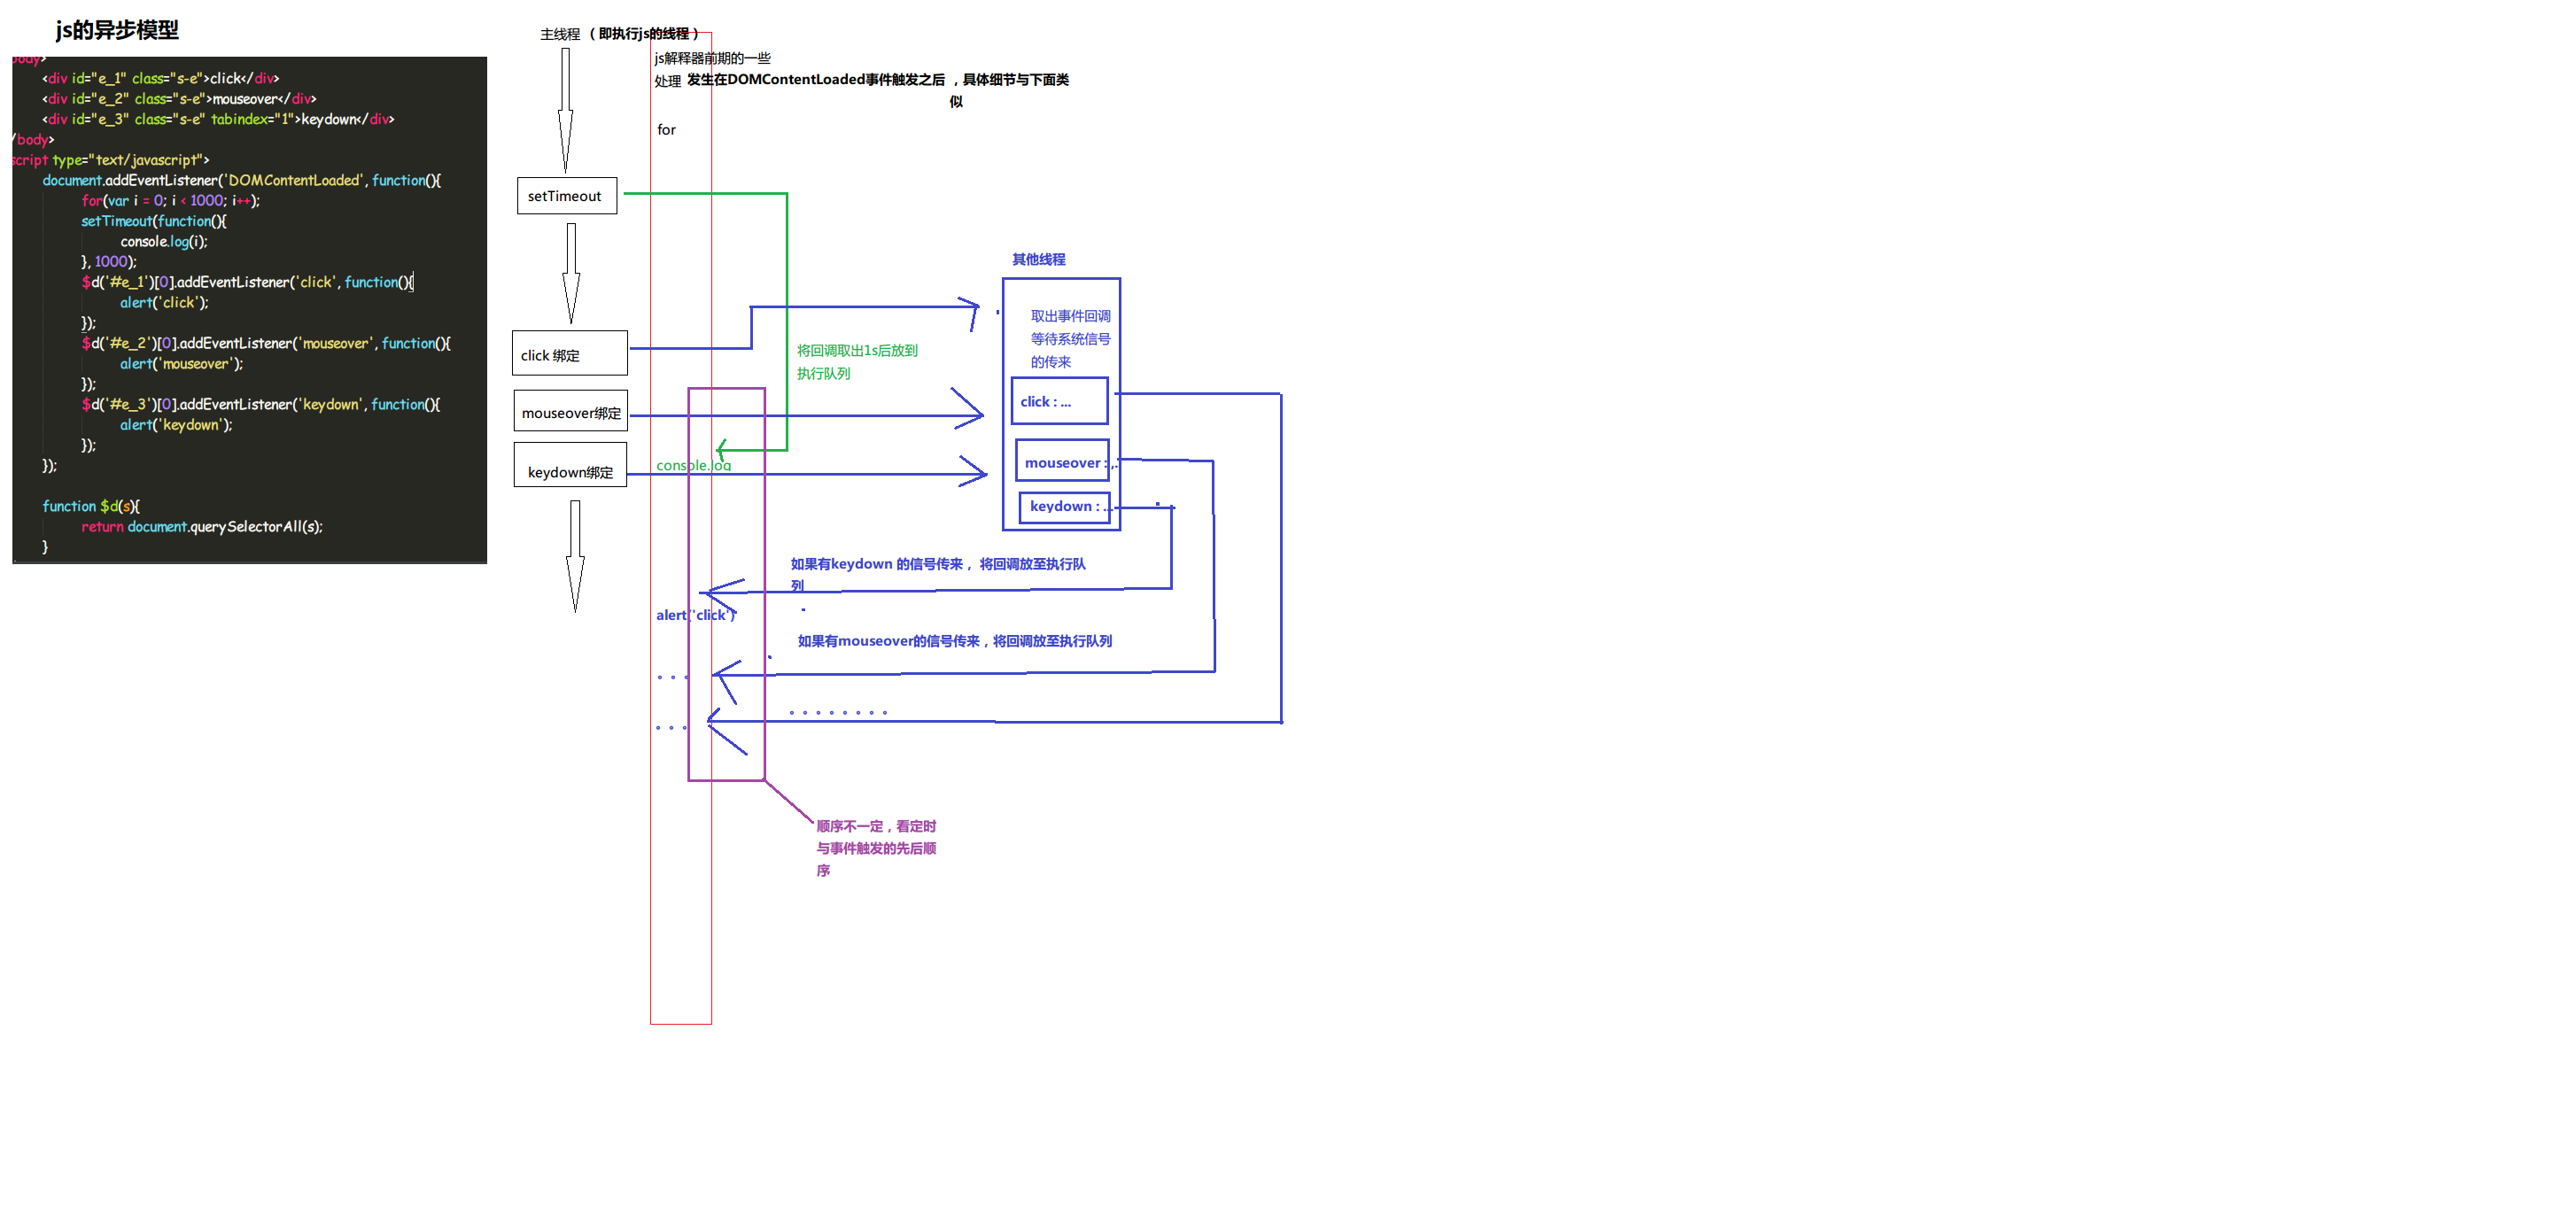 js的异步模型
body>
<div id="e_1" class="s-e">click</div>
<div id="e_2" class="s-e">mouseover</div>
<div id="e_3" class="s-e" tabindex="1">keydown</div>
/body>
script type="text/javascript">
document.addEventListener('DOMContentLoaded', function(){
for(var i = 0; i < 1000; i++);
setTimeout(function(){
console.log(i);
}, 1000);
$d('#e_1')[0].addEventListener('click', function(){
alert('click');
});
$d('#e_2')[0].addEventListener('mouseover', function(){
alert('mouseover');
});
$d('#e_3')[0].addEventListener('keydown', function(){
alert('keydown');
});
});
function $d(s){
return document.querySelectorAll(s);
}
主线程（即执行js的线程）
js解释器前期的一些
处理 发生在DOMContentLoaded事件触发之后 ，具体细节与下面类
似
for
setTimeout
click 绑定
mouseover绑定
keydown绑定
将回调取出1s后放到
执行队列
console.log
其他线程
取出事件回调
等待系统信号
的传来
click : ...
mouseover : ..
keydown : ...
如果有keydown 的信号传来， 将回调放至执行队
列
alert('click')
如果有mouseover的信号传来，将回调放至执行队列
。。。
。。。。。。。。
。。。
顺序不一定，看定时
与事件触发的先后顺
序